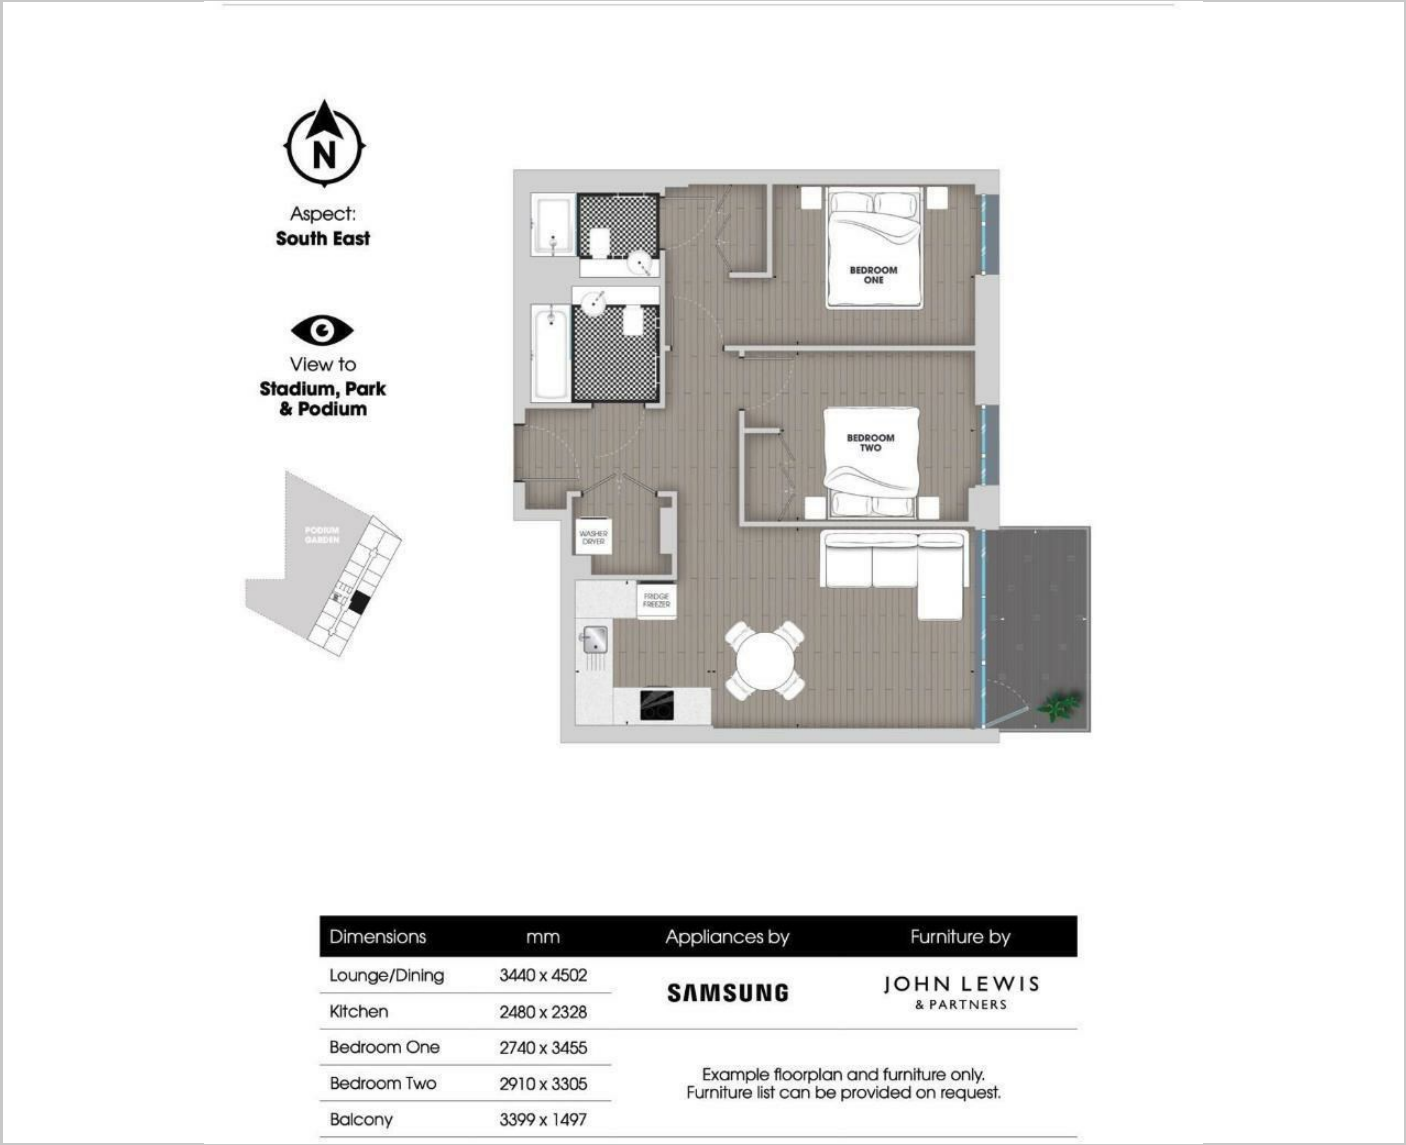 N
Aspect:
South East
View to
Stadium, Park
& Podium
PODIUM
GARDEN
BEDROOM
ONE
BEDROOM
TWO
WASHER
DRYER
FRIDGE
FREEZER
Dimensions mm Appliances by Furniture by
Lounge/Dining 3440 x 4502
Kitchen 2480 x 2328
Bedroom One 2740 x 3455
Bedroom Two 2910 x 3305
Balcony 3399 x 1497
SAMSUNG
JOHN LEWIS
& PARTNERS
Example floorplan and furniture only.
Furniture list can be provided on request.